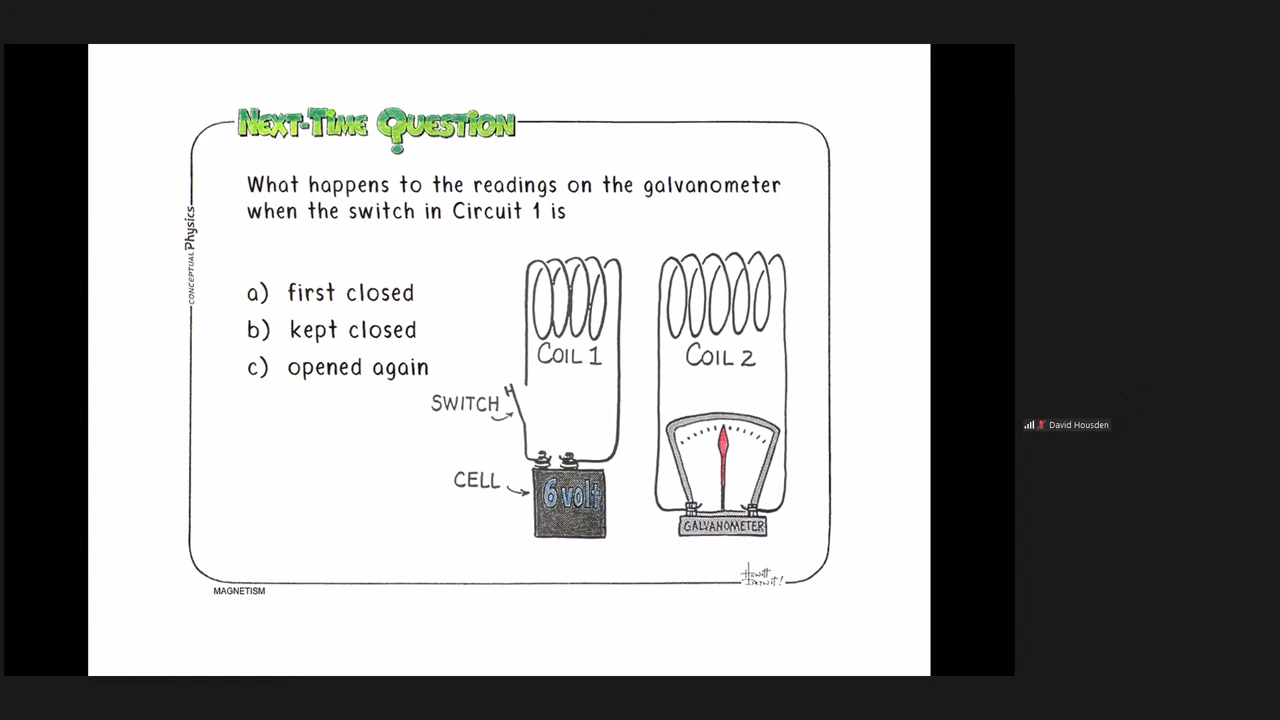 NEXT-TIME QUESTION
What happens to the readings on the galvanometer
when the switch in Circuit 1 is
a) first closed
b) kept closed
c) opened again
CONCEPTUAL Physics
COIL 1
COIL 2
SWITCH
CELL
6 volt
GALVANOMETER
Hewitt
Drewit!
MAGNETISM
David Housden